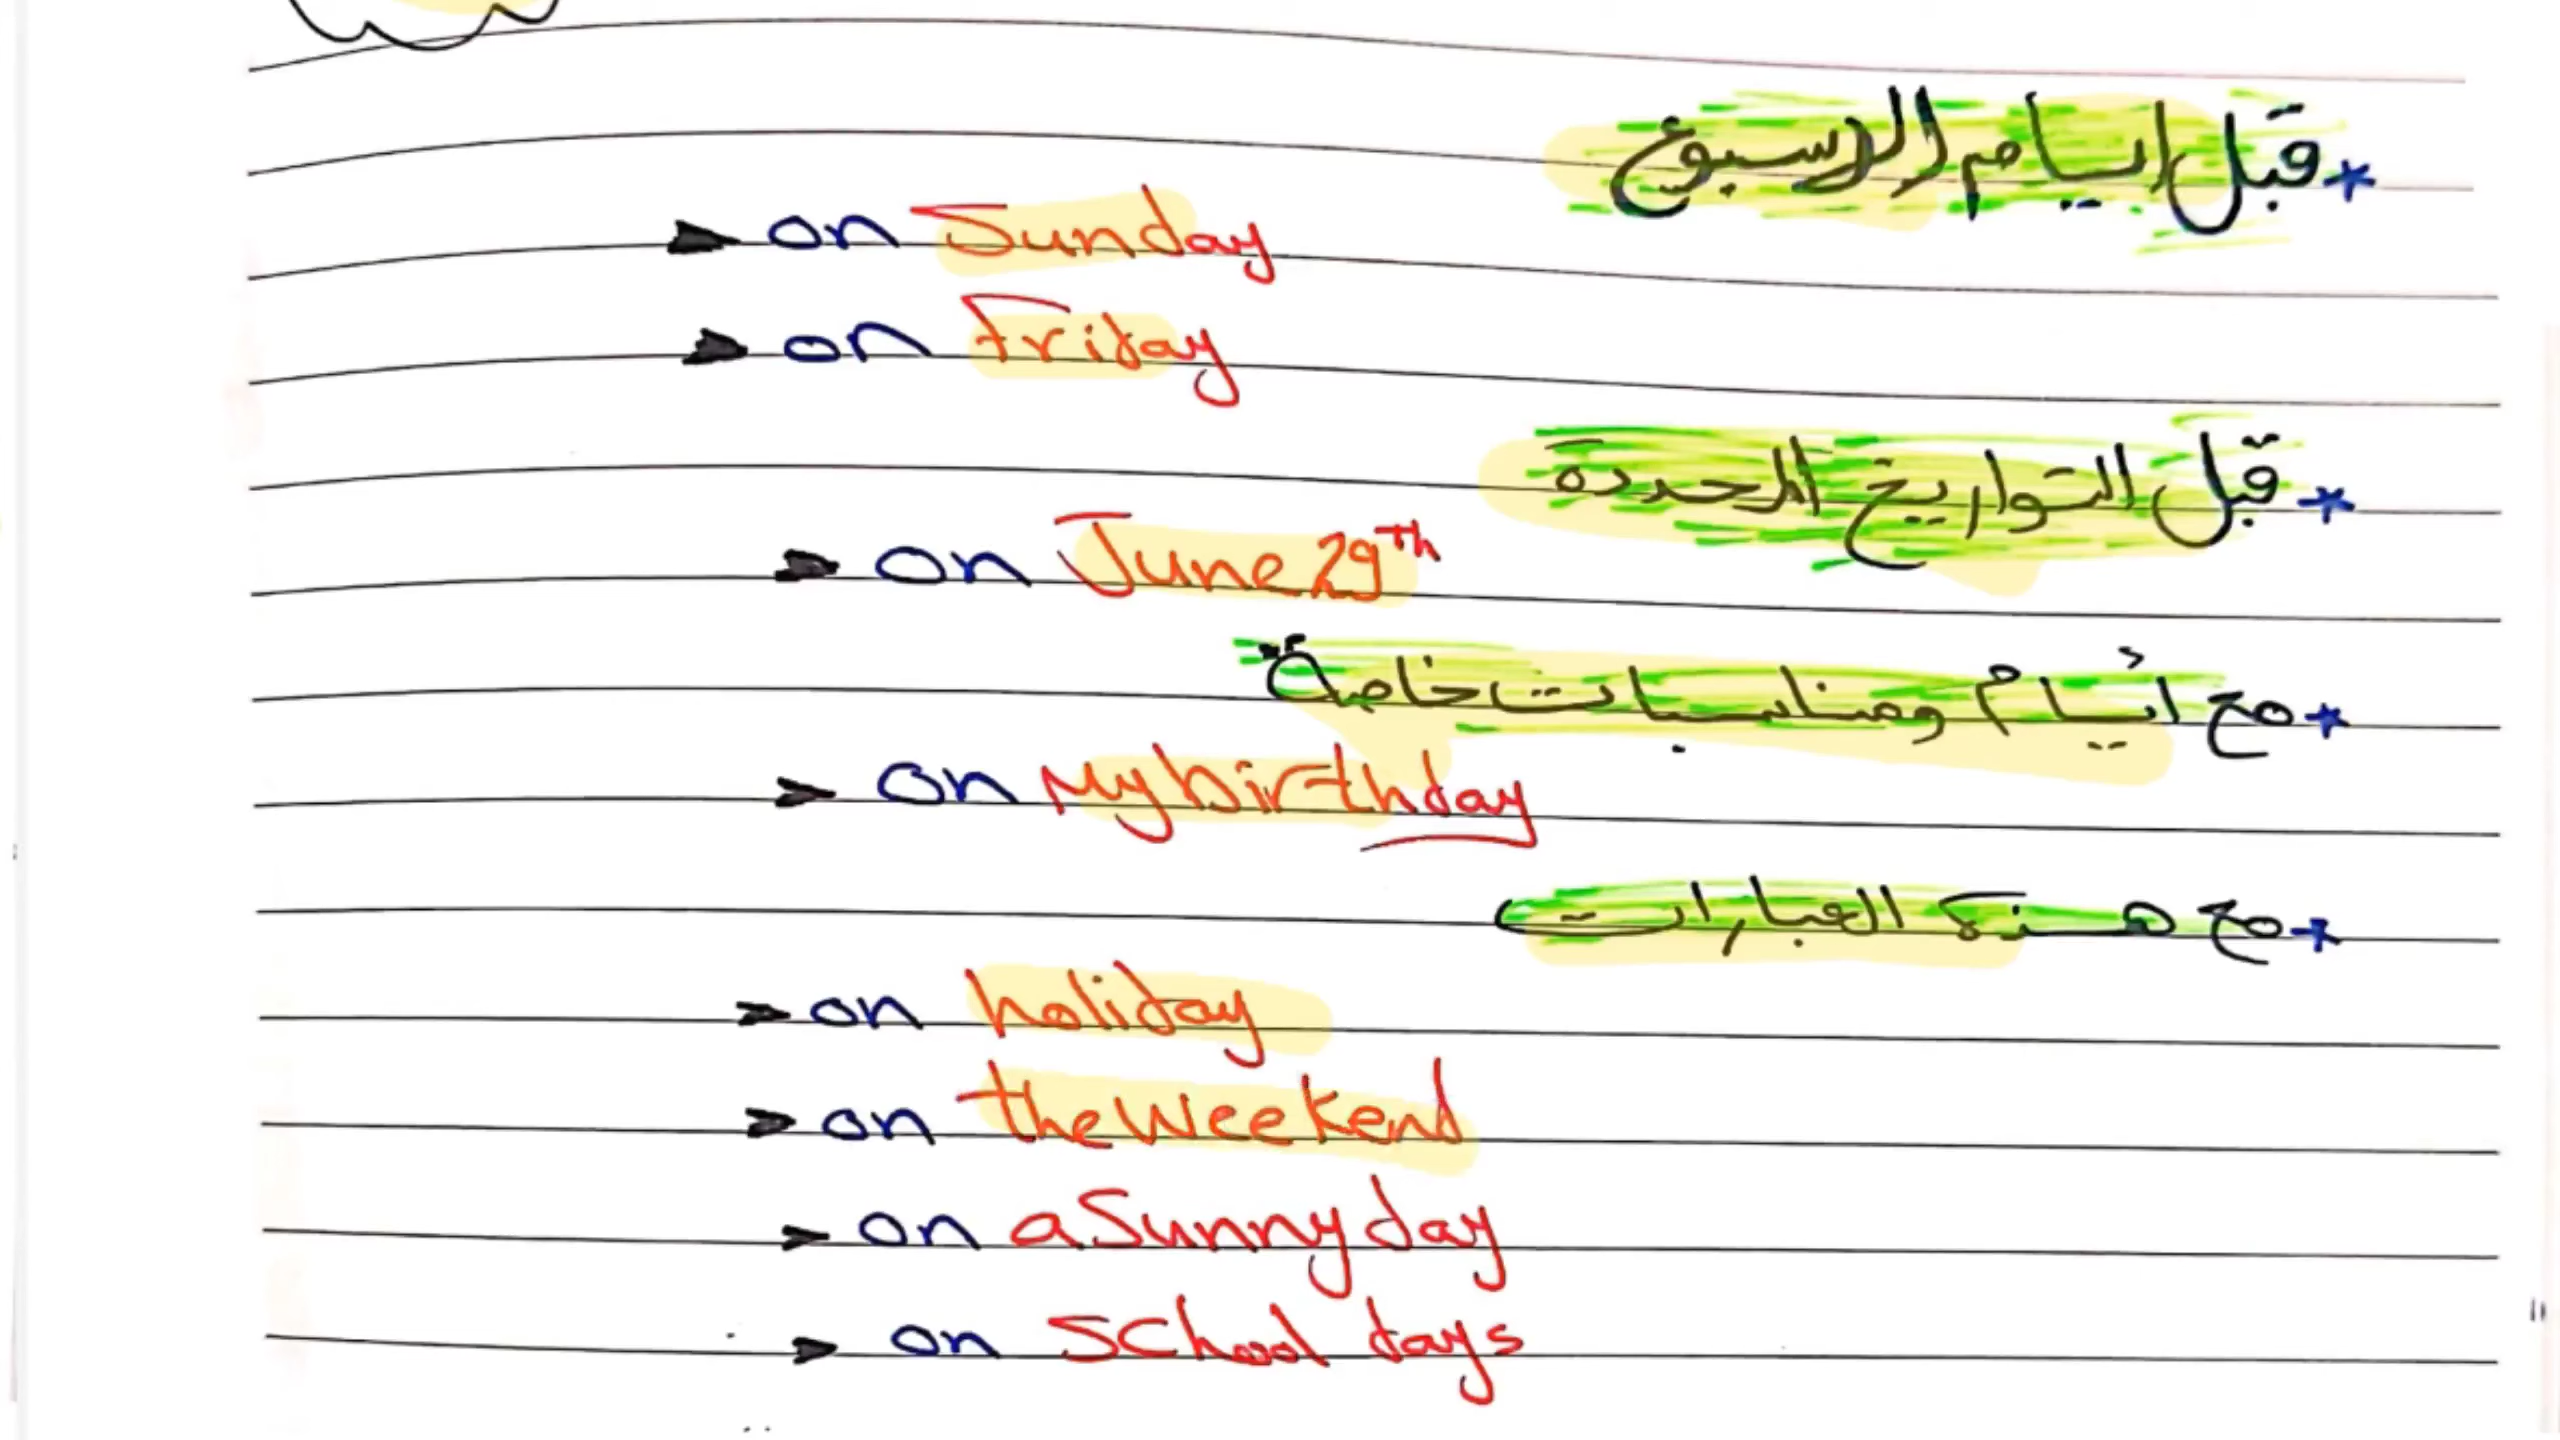 * قبل ايام الاسبوع
on Sunday
on Friday
* قبل التواريخ المحددة
on June 29th
* مع أيام ومناسبات خاصة
on My birthday
* مع هذه العبارات
on holiday
on the weekend
on a Sunny day
on School days